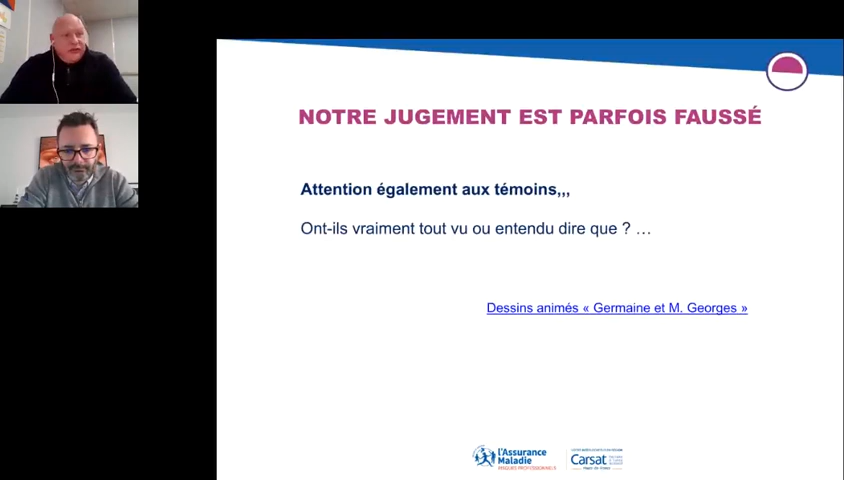 NOTRE JUGEMENT EST PARFOIS FAUSSÉ
Attention également aux témoins,,,
Ont-ils vraiment tout vu ou entendu dire que ? …
Dessins animés « Germaine et M. Georges »
l'Assurance
Maladie
RISQUES PROFESSIONNELS
Carsat